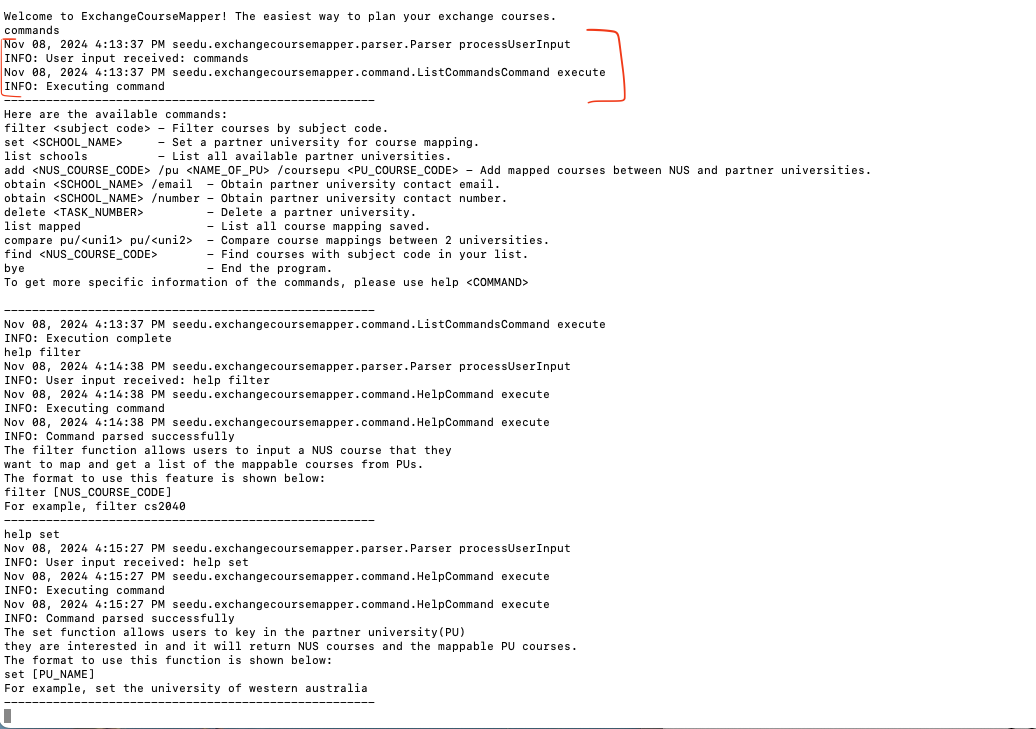 Welcome to ExchangeCourseMapper! The easiest way to plan your exchange courses.
commands
Nov 08, 2024 4:13:37 PM seedu.exchangecoursemapper.parser.Parser processUserInput
INFO: User input received: commands
Nov 08, 2024 4:13:37 PM seedu.exchangecoursemapper.command.ListCommandsCommand execute
INFO: Executing command
-----------------------------------------------------
Here are the available commands:
filter <subject code> – Filter courses by subject code.
set <SCHOOL_NAME>     – Set a partner university for course mapping.
list schools          – List all available partner universities.
add <NUS_COURSE_CODE> /pu <NAME_OF_PU> /coursepu <PU_COURSE_CODE> – Add mapped courses between NUS and partner universities.
obtain <SCHOOL_NAME> /email  – Obtain partner university contact email.
obtain <SCHOOL_NAME> /number – Obtain partner university contact number.
delete <TASK_NUMBER>         – Delete a partner university.
list mapped                  – List all course mapping saved.
compare pu/<uni1> pu/<uni2>  – Compare course mappings between 2 universities.
find <NUS_COURSE_CODE>       – Find courses with subject code in your list.
bye                          – End the program.
To get more specific information of the commands, please use help <COMMAND>
-----------------------------------------------------
Nov 08, 2024 4:13:37 PM seedu.exchangecoursemapper.command.ListCommandsCommand execute
INFO: Execution complete
help filter
Nov 08, 2024 4:14:38 PM seedu.exchangecoursemapper.parser.Parser processUserInput
INFO: User input received: help filter
Nov 08, 2024 4:14:38 PM seedu.exchangecoursemapper.command.HelpCommand execute
INFO: Executing command
Nov 08, 2024 4:14:38 PM seedu.exchangecoursemapper.command.HelpCommand execute
INFO: Command parsed successfully
The filter function allows users to input a NUS course that they
want to map and get a list of the mappable courses from PUs.
The format to use this feature is shown below:
filter [NUS_COURSE_CODE]
For example, filter cs2040
-----------------------------------------------------
help set
Nov 08, 2024 4:15:27 PM seedu.exchangecoursemapper.parser.Parser processUserInput
INFO: User input received: help set
Nov 08, 2024 4:15:27 PM seedu.exchangecoursemapper.command.HelpCommand execute
INFO: Executing command
Nov 08, 2024 4:15:27 PM seedu.exchangecoursemapper.command.HelpCommand execute
INFO: Command parsed successfully
The set function allows users to key in the partner university(PU)
they are interested in and it will return NUS courses and the mappable PU courses.
The format to use this function is shown below:
set [PU_NAME]
For example, set the university of western australia
-----------------------------------------------------